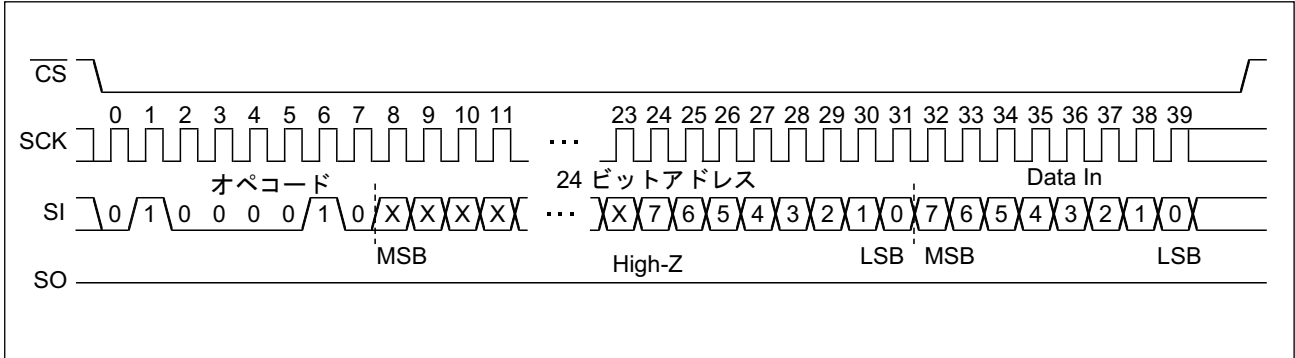 CS
0 1 2 3 4 5 6 7 8 9 10 11 23 24 25 26 27 28 29 30 31 32 33 34 35 36 37 38 39
SCK ...
オペコード 24 ビットアドレス Data In
SI 0 1 0 0 0 0 1 0 X X X X ... X 7 6 5 4 3 2 1 0 7 6 5 4 3 2 1 0
MSB High-Z LSB MSB LSB
SO